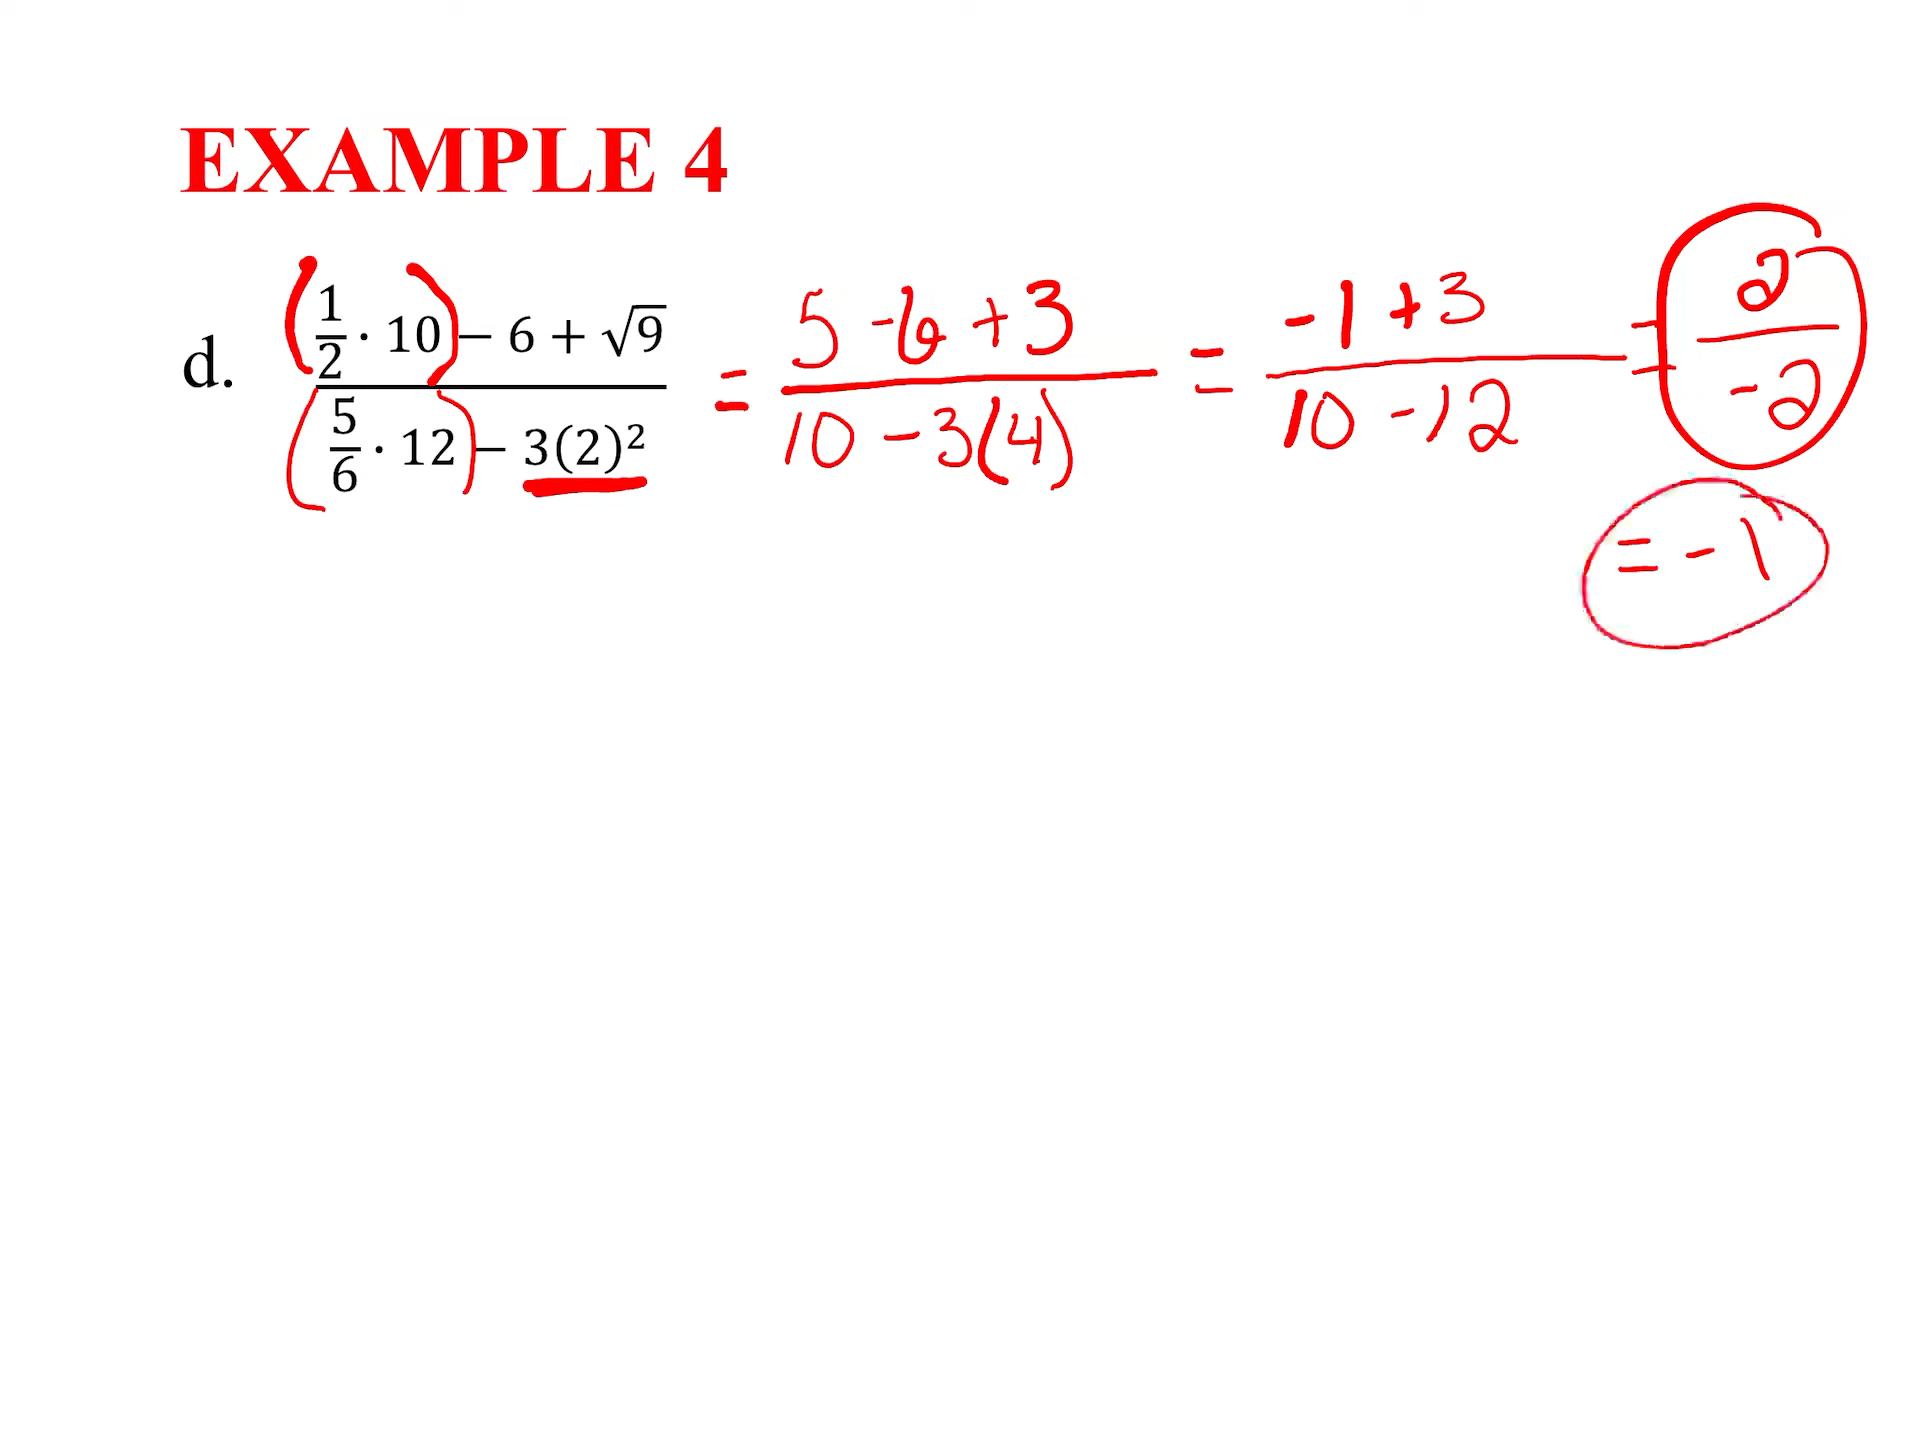 EXAMPLE 4
d. (1/2 · 10) − 6 + √9 / (5/6 · 12) − 3(2)² = 5 - 6 + 3 / 10 - 3(4) = -1 + 3 / 10 - 12 = 2 / -2
= -1